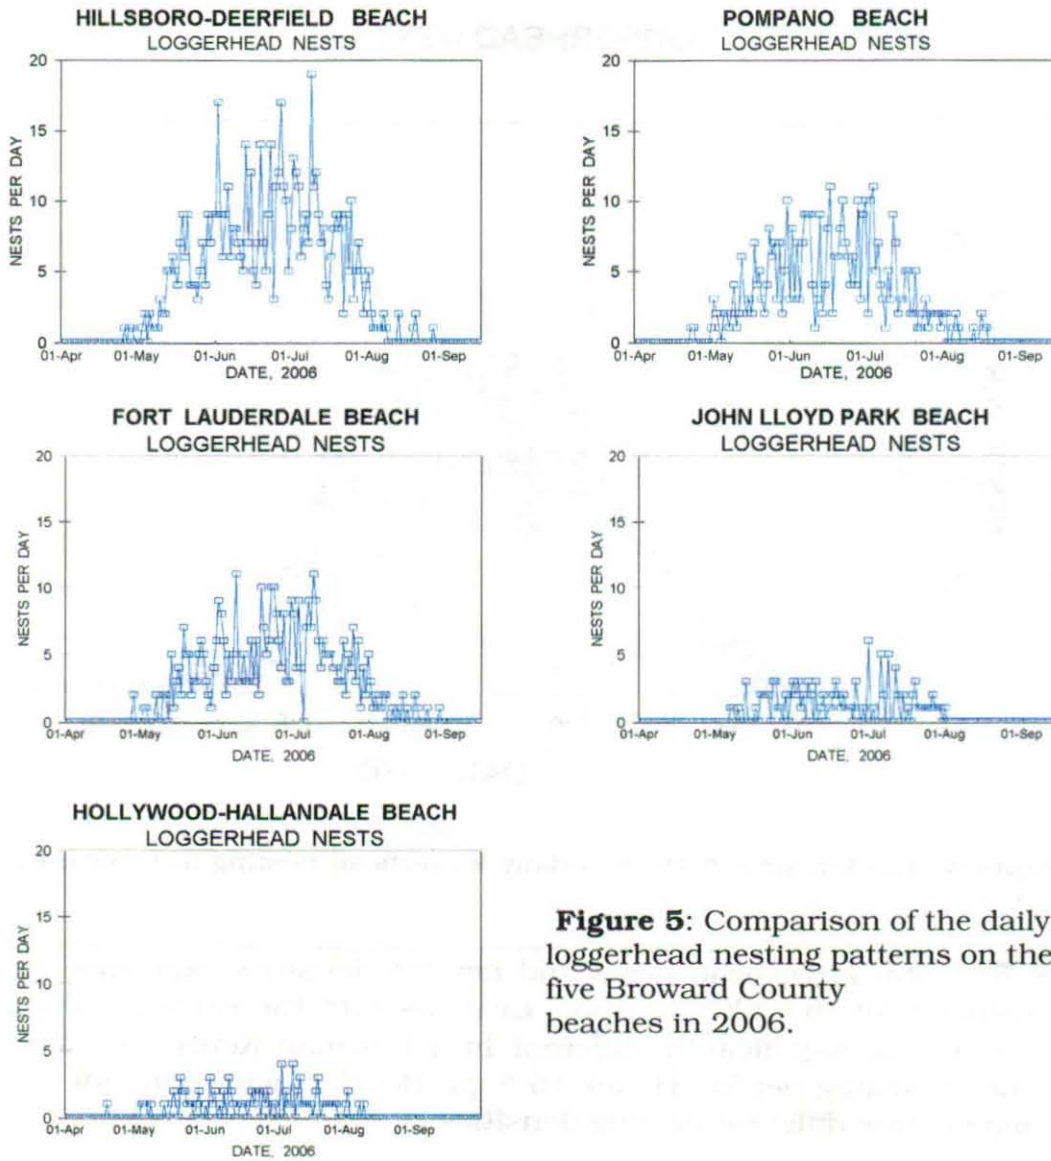 HILLSBORO-DEERFIELD BEACH
LOGGERHEAD NESTS
20
15
10
5
0
NESTS PER DAY
01-Apr 01-May 01-Jun 01-Jul 01-Aug 01-Sep
DATE, 2006
POMPANO BEACH
LOGGERHEAD NESTS
20
15
10
5
0
NESTS PER DAY
01-Apr 01-May 01-Jun 01-Jul 01-Aug 01-Sep
DATE, 2006
FORT LAUDERDALE BEACH
LOGGERHEAD NESTS
20
15
10
5
0
NESTS PER DAY
01-Apr 01-May 01-Jun 01-Jul 01-Aug 01-Sep
DATE, 2006
JOHN LLOYD PARK BEACH
LOGGERHEAD NESTS
20
15
10
5
0
NESTS PER DAY
01-Apr 01-May 01-Jun 01-Jul 01-Aug 01-Sep
DATE, 2006
HOLLYWOOD-HALLANDALE BEACH
LOGGERHEAD NESTS
20
15
10
5
0
NESTS PER DAY
01-Apr 01-May 01-Jun 01-Jul 01-Aug 01-Sep
DATE, 2006
Figure 5: Comparison of the daily
loggerhead nesting patterns on the
five Broward County
beaches in 2006.